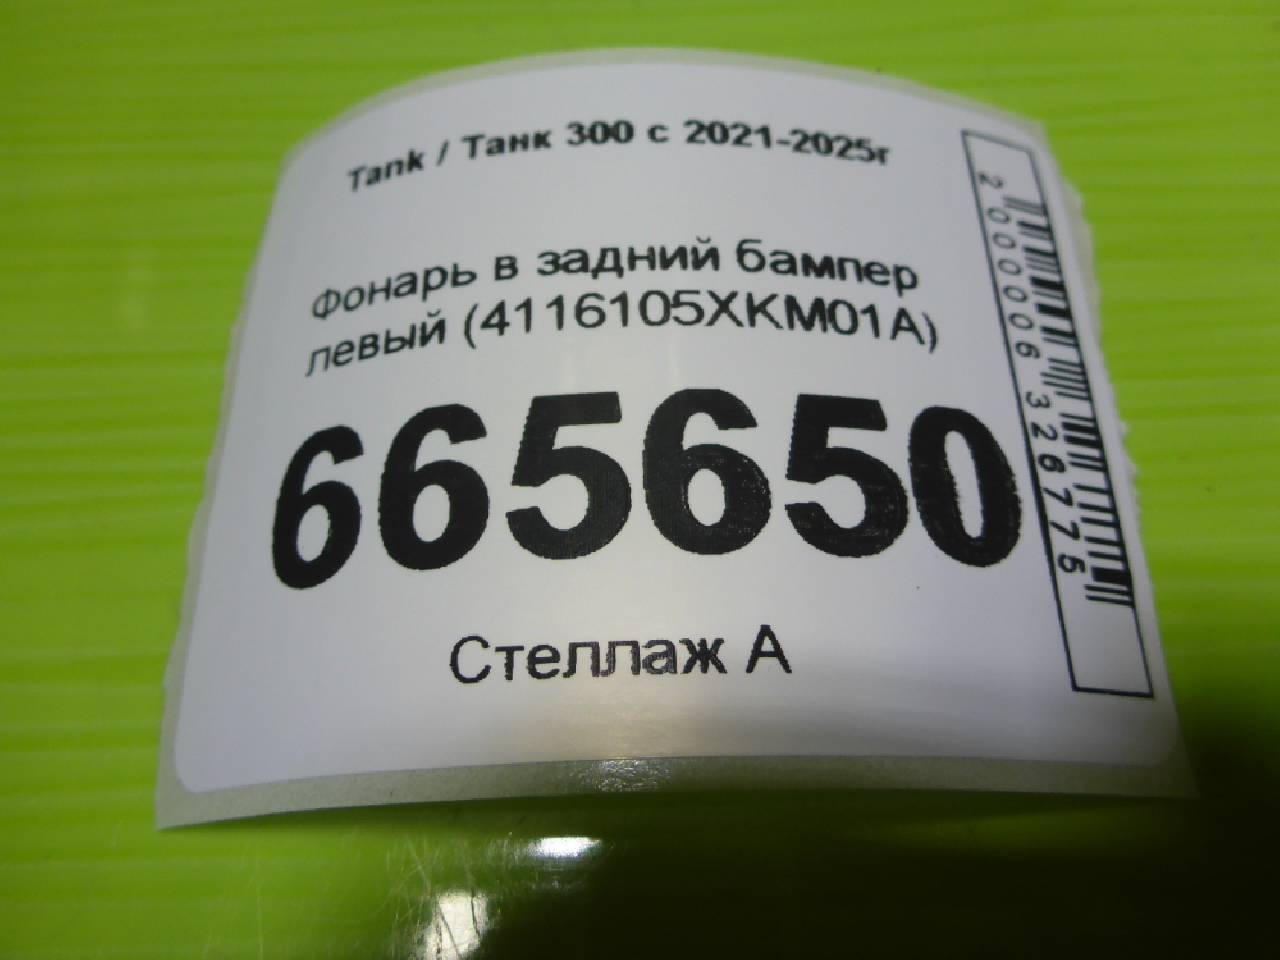 Tank / Танк 300 с 2021-2025г
Фонарь в задний бампер
левый (4116105XKM01A)
665650
Стеллаж А
2000006326775